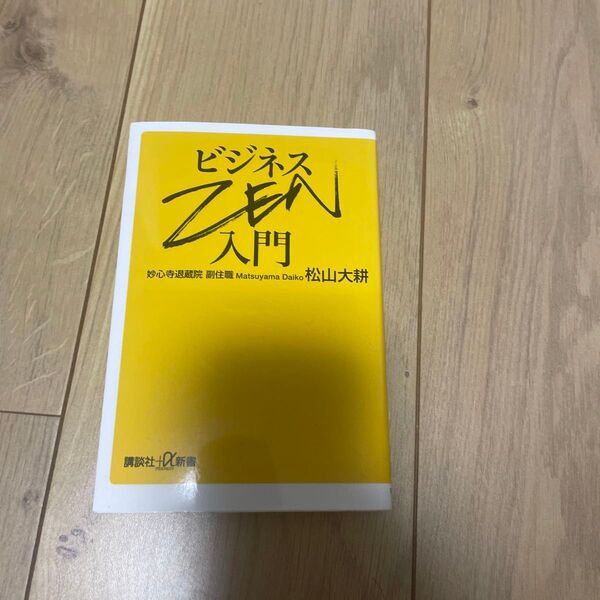 ビジネス
ZEN
入門
妙心寺退蔵院 副住職 Matsuyama Daiko 松山大耕
講談社+α新書